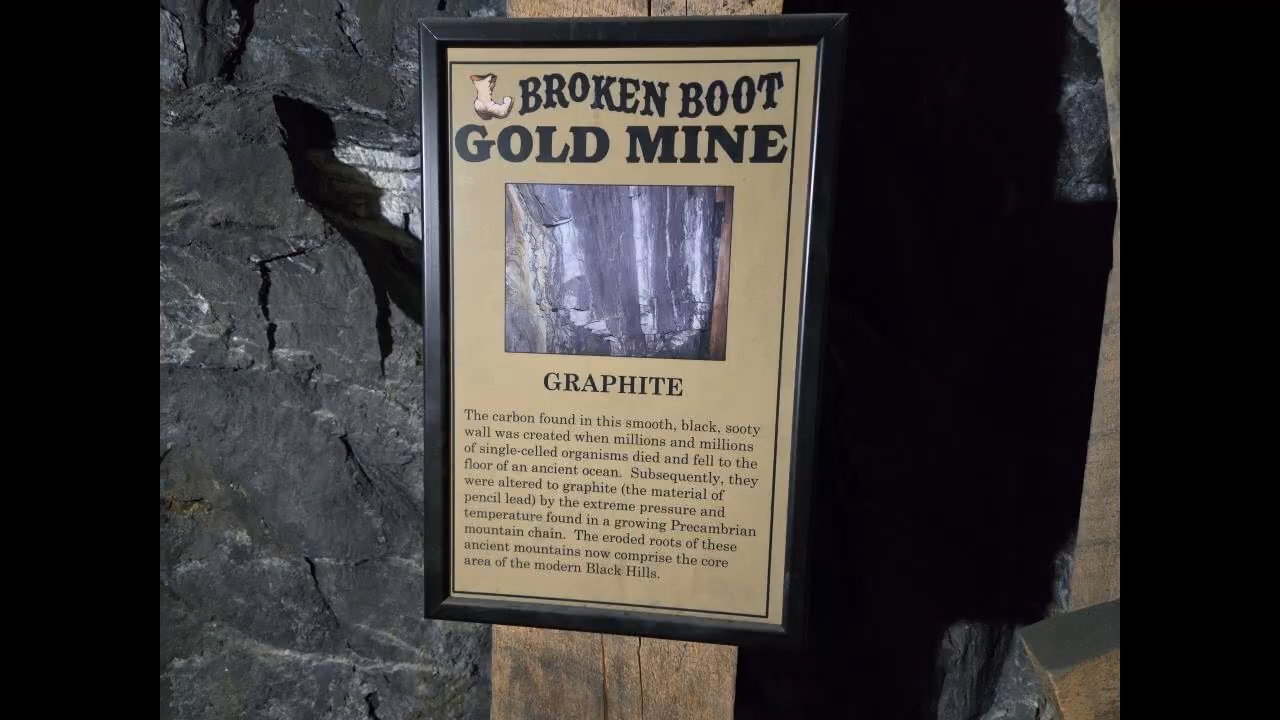 BROKEN BOOT
GOLD MINE
GRAPHITE
The carbon found in this smooth, black, sooty
wall was created when millions and millions
of single-celled organisms died and fell to the
floor of an ancient ocean. Subsequently, they
were altered to graphite (the material of
pencil lead) by the extreme pressure and
temperature found in a growing Precambrian
mountain chain. The eroded roots of these
ancient mountains now comprise the core
area of the modern Black Hills.